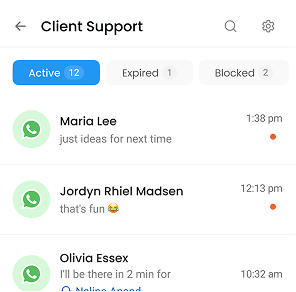 Client Support
Active 12
Expired 1
Blocked 2
Maria Lee
1:38 pm
just ideas for next time
Jordyn Rhiel Madsen
12:13 pm
that's fun 😂
Olivia Essex
I'll be there in 2 min for
10:32 am